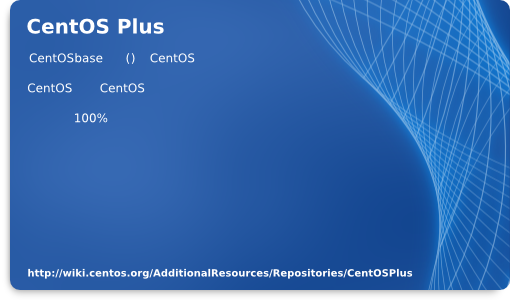 CentOS Plus
CentOSbase () CentOS
CentOS CentOS
100%
http://wiki.centos.org/AdditionalResources/Repositories/CentOSPlus